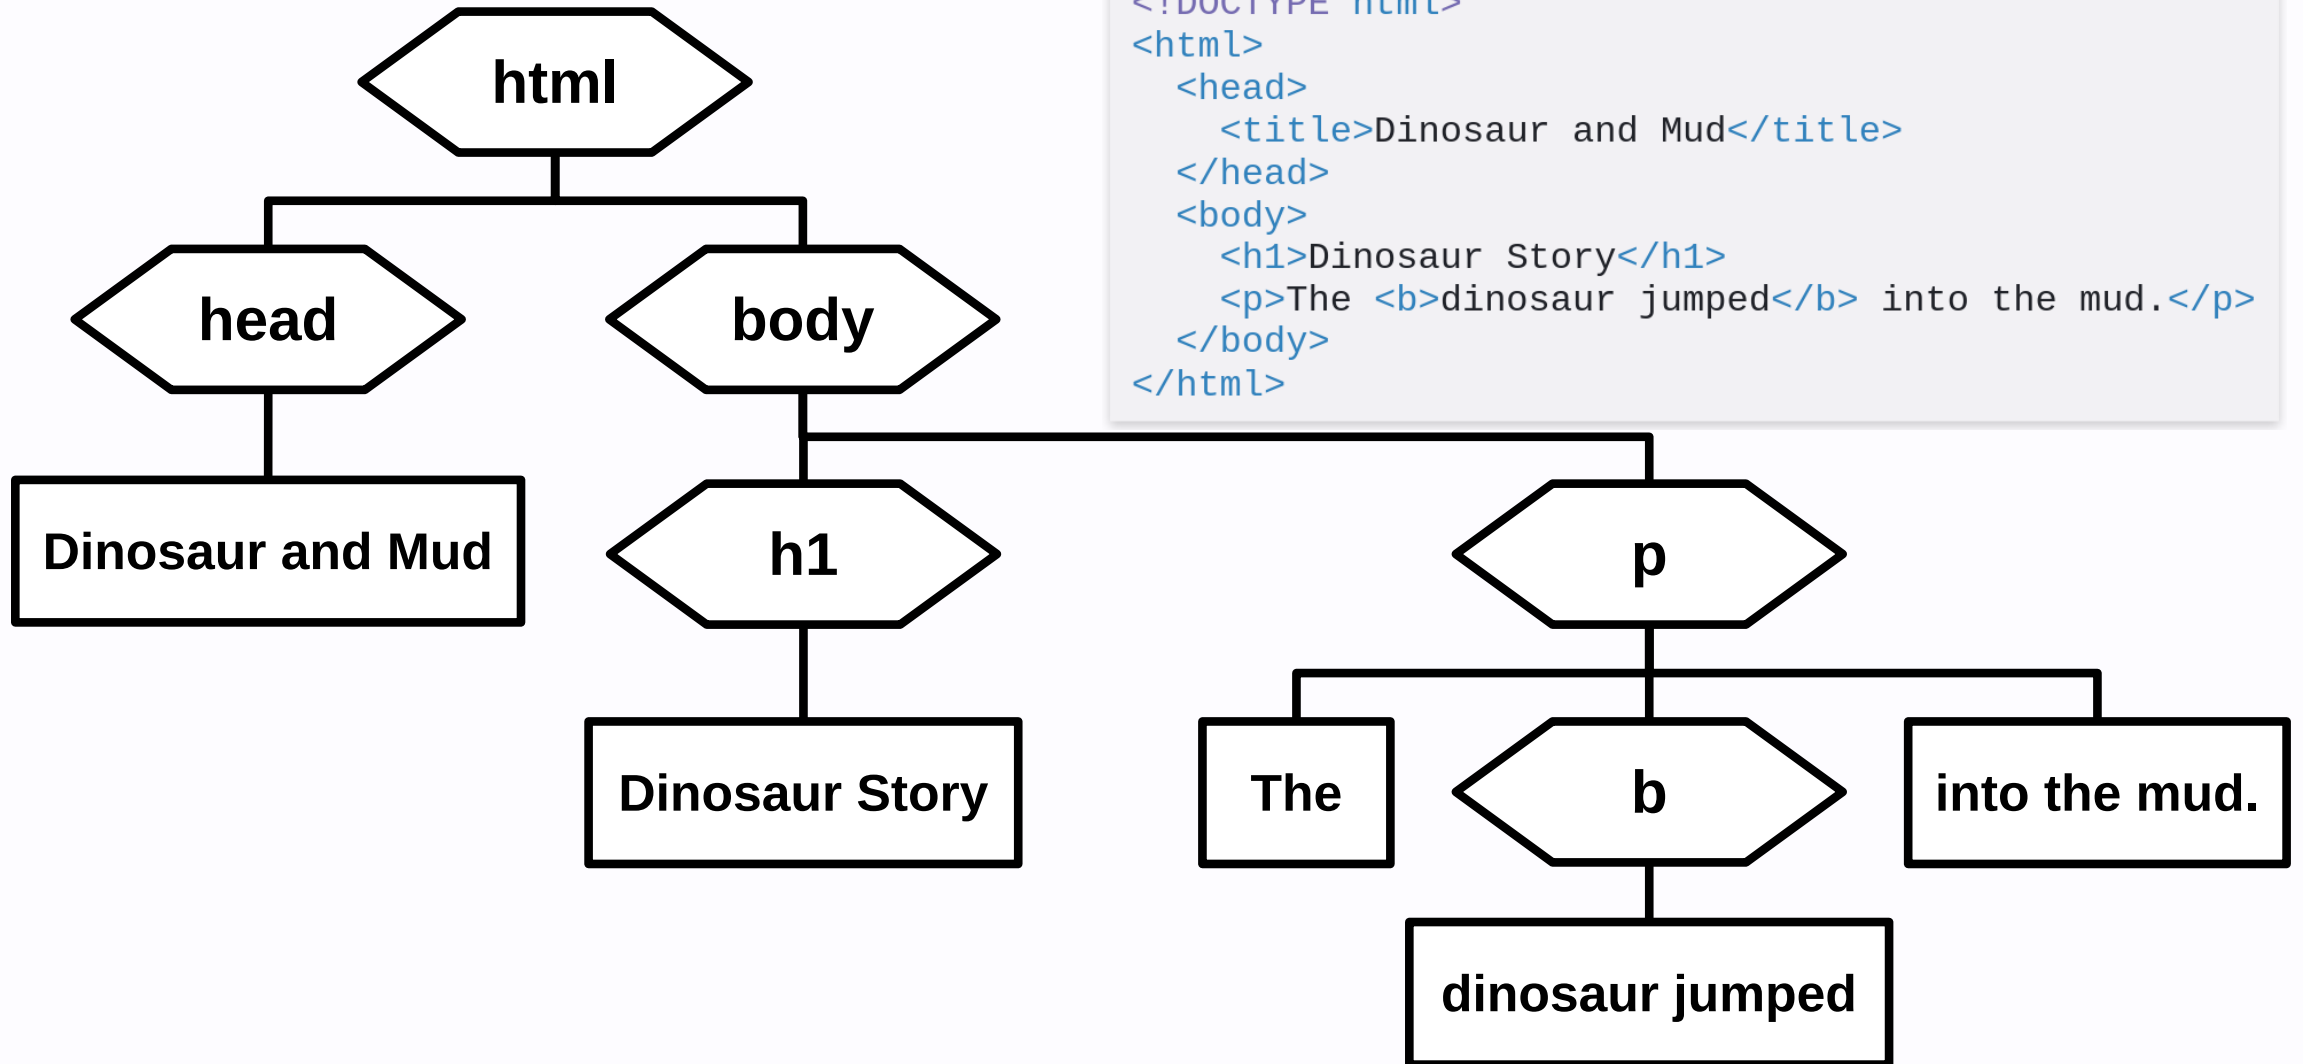 <!DOCTYPE html>
<html>
  <head>
    <title>Dinosaur and Mud</title>
  </head>
  <body>
    <h1>Dinosaur Story</h1>
    <p>The <b>dinosaur jumped</b> into the mud.</p>
  </body>
</html>
html
head
body
Dinosaur and Mud
h1
p
Dinosaur Story
The
b
into the mud.
dinosaur jumped